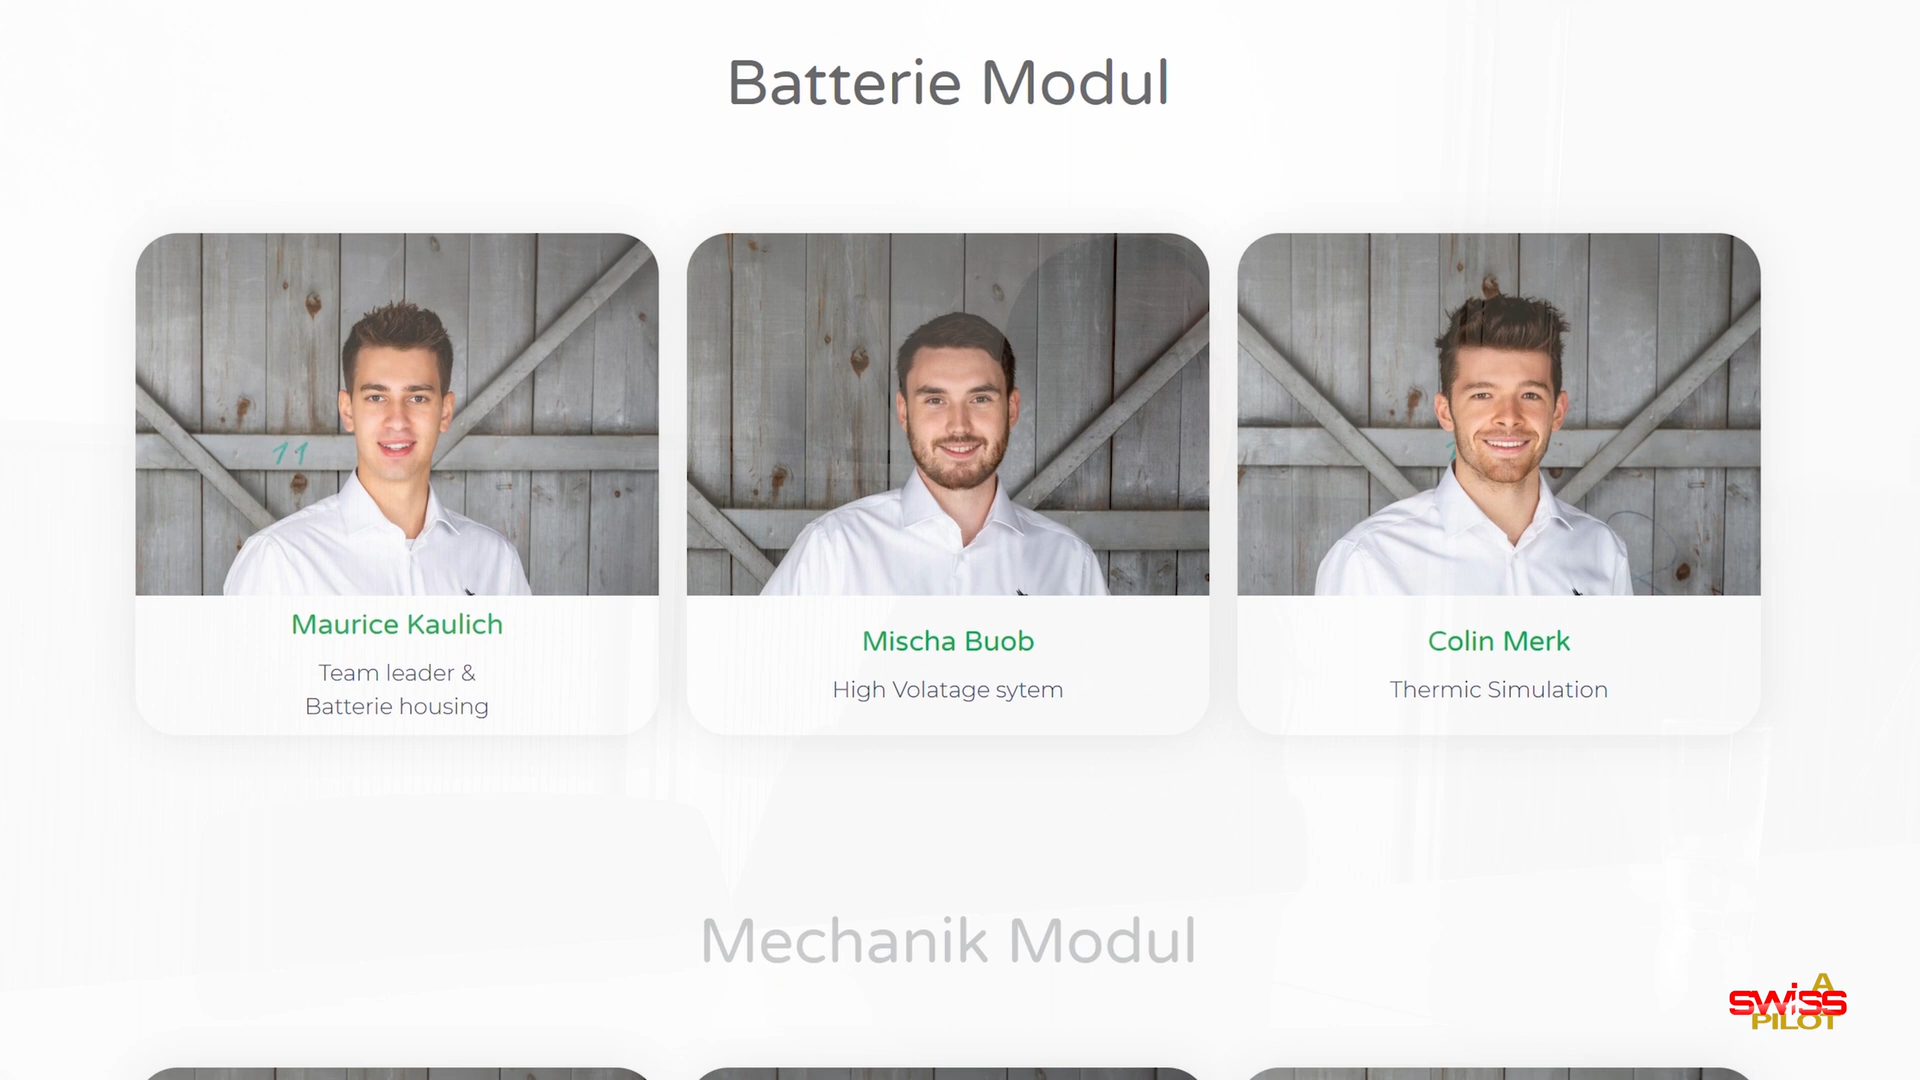 Batterie Modul
11
Maurice Kaulich
Team leader &
Batterie housing
Mischa Buob
High Volatage sytem
Colin Merk
Thermic Simulation
Mechanik Modul
A
SWiSS
PILOT